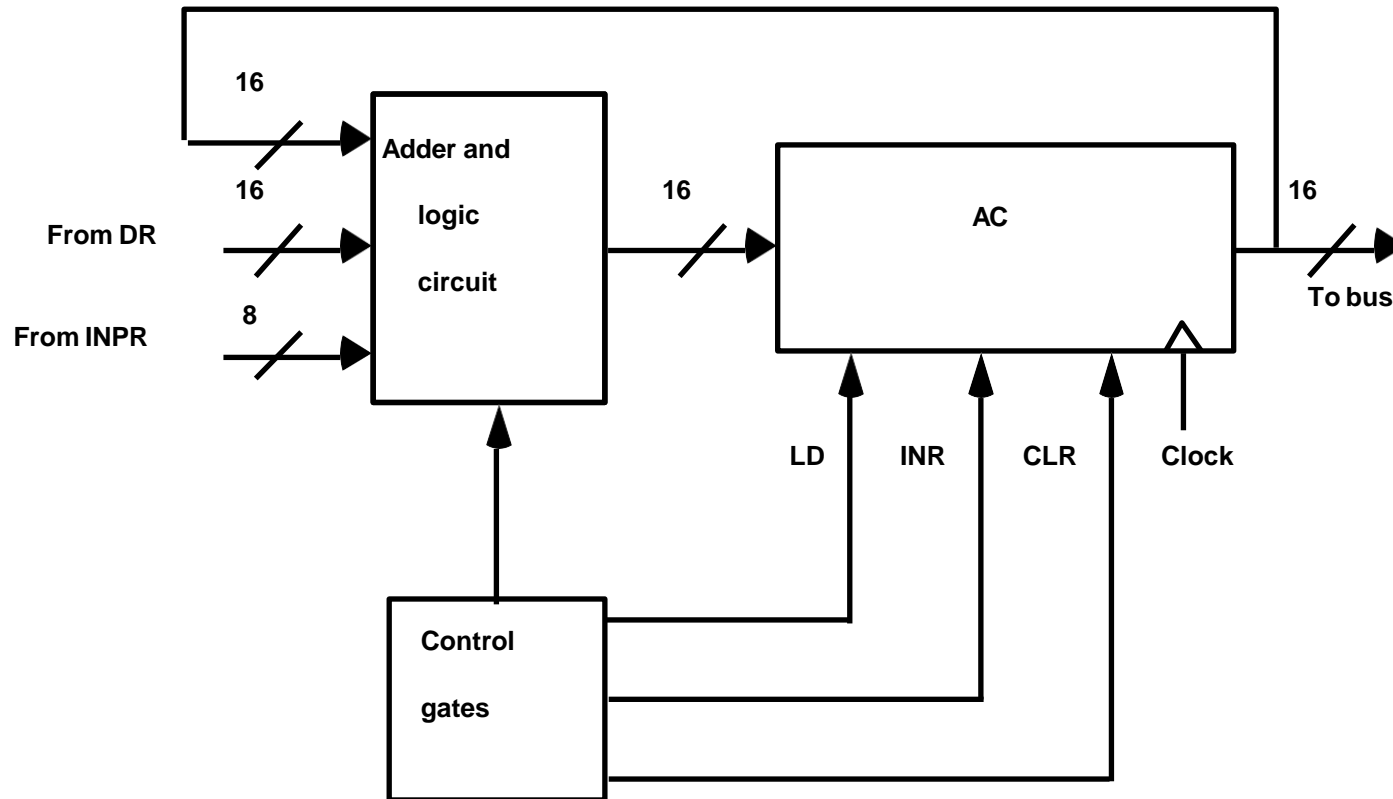 16
Adder and
logic
circuit
16
From DR
8
From INPR
16
AC
16
To bus
LD
INR
CLR
Clock
Control
gates